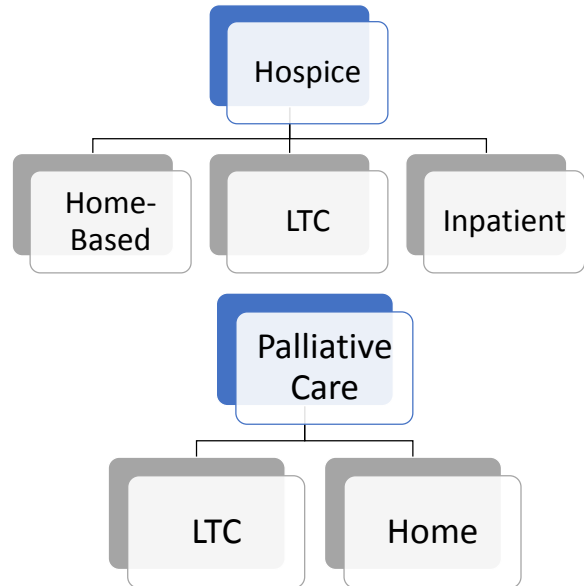 Hospice
Home-
Based
LTC
Inpatient
Palliative
Care
LTC
Home